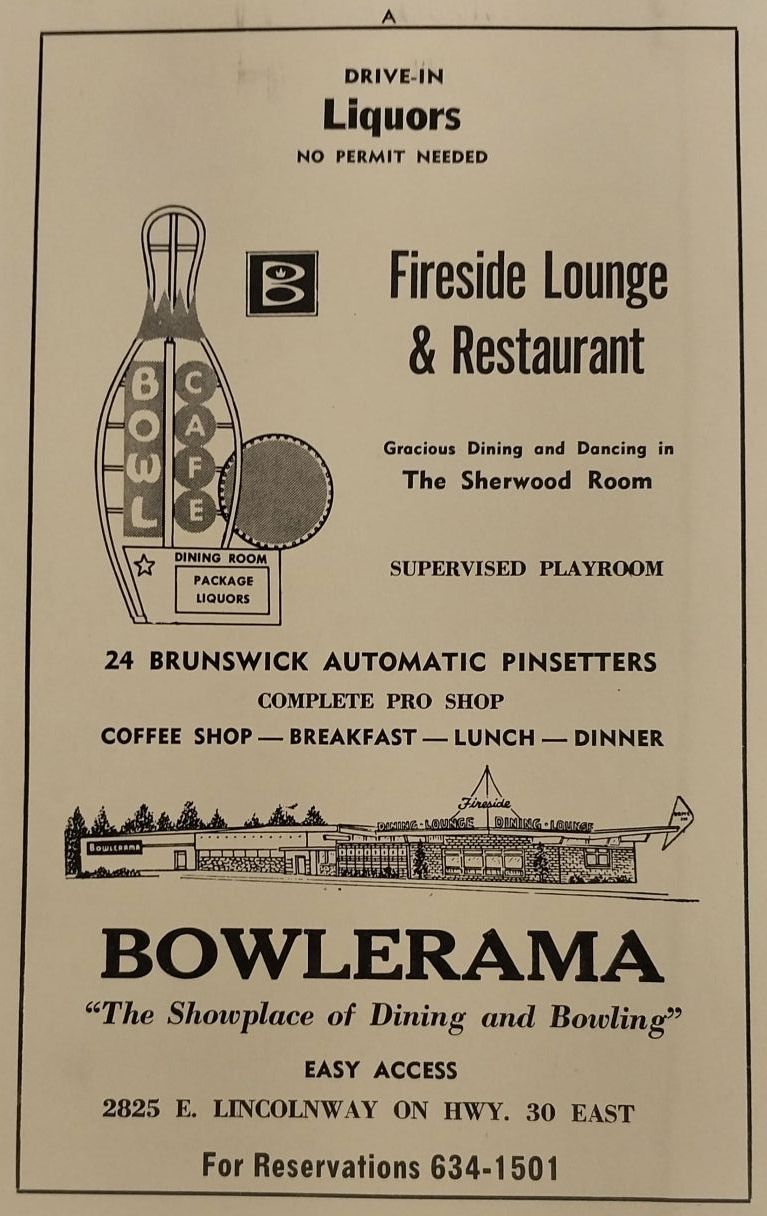 A
DRIVE-IN
Liquors
NO PERMIT NEEDED
B
Fireside Lounge
& Restaurant
BOWL
CAFE
Gracious Dining and Dancing in
The Sherwood Room
DINING ROOM
PACKAGE
LIQUORS
SUPERVISED PLAYROOM
24 BRUNSWICK AUTOMATIC PINSETTERS
COMPLETE PRO SHOP
COFFEE SHOP — BREAKFAST — LUNCH — DINNER
Fireside
DINING-LOUNGE DINING-LOUNGE
BOWLERAMA
BOWLERAMA
“The Showplace of Dining and Bowling”
EASY ACCESS
2825 E. LINCOLNWAY ON HWY. 30 EAST
For Reservations 634-1501